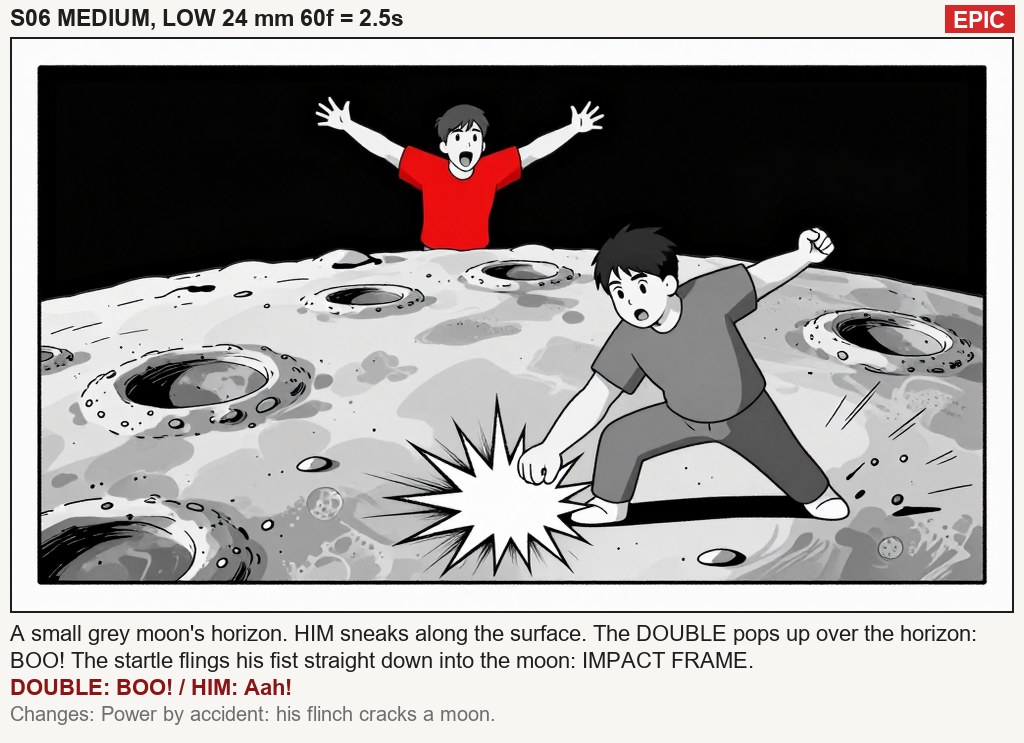 S06 MEDIUM, LOW 24 mm 60f = 2.5s
EPIC
A small grey moon's horizon. HIM sneaks along the surface. The DOUBLE pops up over the horizon:
BOO! The startle flings his fist straight down into the moon: IMPACT FRAME.
DOUBLE: BOO! / HIM: Aah!
Changes: Power by accident: his flinch cracks a moon.